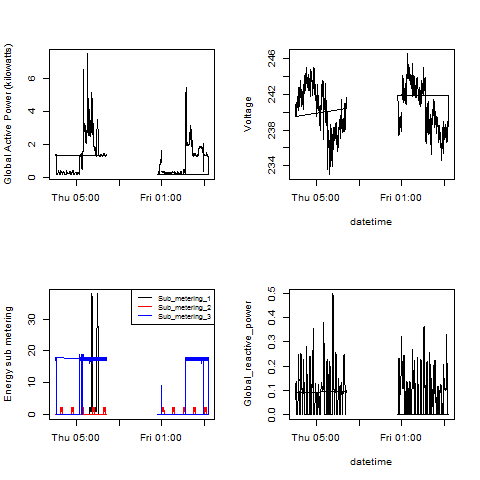 Global Active Power (kilowatts)
0 2 4 6
Thu 05:00 Fri 01:00
Voltage
234 238 242 246
Thu 05:00 Fri 01:00
datetime
Energy sub metering
0 10 20 30
Sub_metering_1
Sub_metering_2
Sub_metering_3
Thu 05:00 Fri 01:00
Global_reactive_power
0.0 0.1 0.2 0.3 0.4 0.5
Thu 05:00 Fri 01:00
datetime